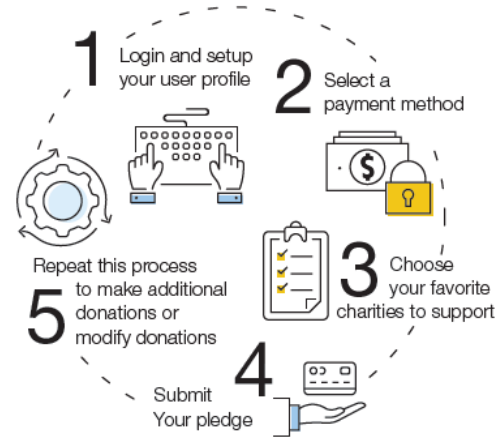 1
Login and setup
your user profile
2
Select a
payment method
$
3
Choose
your favorite
charities to support
4
Submit
Your pledge
5
Repeat this process
to make additional
donations or
modify donations